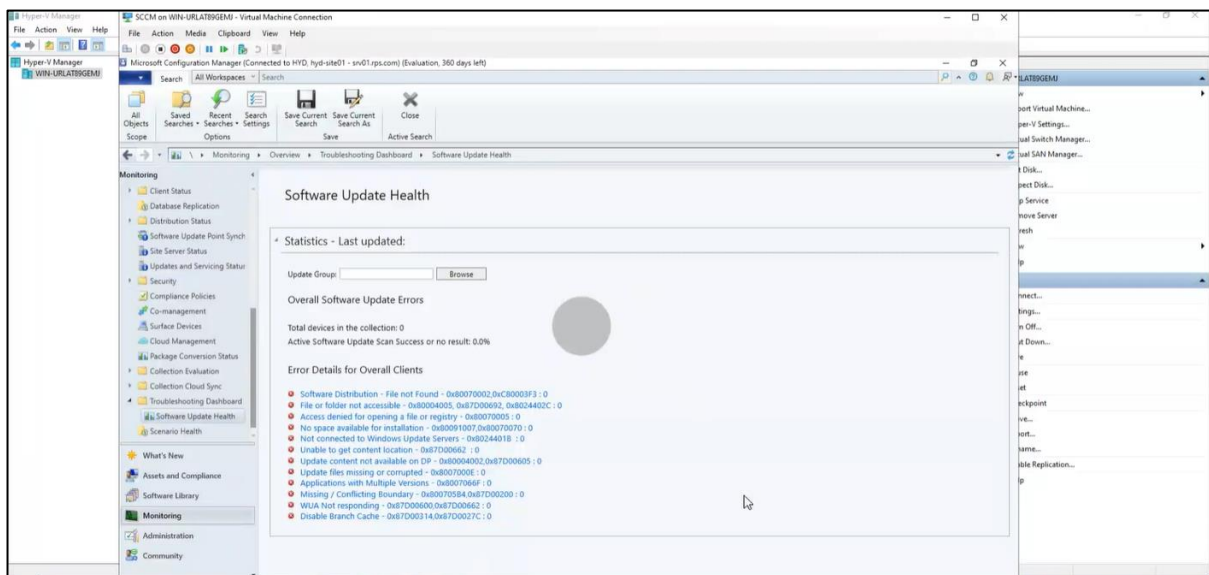 Hyper-V Manager
File Action View Help
Hyper-V Manager
WIN-URLAT89GEMJ
SCCM on WIN-URLAT89GEMJ - Virtual Machine Connection
File Action Media Clipboard View Help
Microsoft Configuration Manager (Connected to HYD, hyd-site01 - srv01.rps.com) (Evaluation, 360 days left)
Search All Workspaces Search
All Objects
Saved Searches
Recent Searches
Search Settings
Save Current Search
Save Current Search As
Close
Scope Options Save Active Search
\ Monitoring Overview Troubleshooting Dashboard Software Update Health
Monitoring
Client Status
Database Replication
Distribution Status
Software Update Point Synch
Site Server Status
Updates and Servicing Status
Security
Compliance Policies
Co-management
Surface Devices
Cloud Management
Package Conversion Status
Collection Evaluation
Collection Cloud Sync
Troubleshooting Dashboard
Software Update Health
Scenario Health
What's New
Assets and Compliance
Software Library
Monitoring
Administration
Community
Software Update Health
Statistics - Last updated:
Update Group: Browse
Overall Software Update Errors
Total devices in the collection: 0
Active Software Update Scan Success or no result: 0.0%
Error Details for Overall Clients
Software Distribution - File not Found - 0x80070002,0xC80003F3 : 0
File or folder not accessible - 0x80004005, 0x87D00692, 0x8024402C : 0
Access denied for opening a file or registry - 0x80070005 : 0
No space available for installation - 0x80091007,0x80070070 : 0
Not connected to Windows Update Servers - 0x8024401B : 0
Unable to get content location - 0x87D00662 : 0
Update content not available on DP - 0x80004002,0x87D00605 : 0
Update files missing or corrupted - 0x8007000E : 0
Applications with Multiple Versions - 0x8007066F : 0
Missing / Conflicting Boundary - 0x80070584,0x87D00200 : 0
WUA Not responding - 0x87D00600,0x87D00662 : 0
Disable Branch Cache - 0x87D00314,0x80D0027C : 0
LAT89GEMJ
port Virtual Machine...
per-V Settings...
ual Switch Manager...
ual SAN Manager...
t Disk...
pect Disk...
p Service
move Server
resh
w
lp
nnect...
tings...
n Off...
t Down...
e
use
et
eckpoint
ve...
ort...
name...
ble Replication...
p